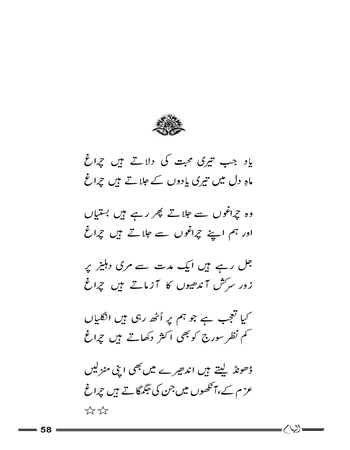 یاد جب تیری محبت کی دلاتے ہیں چراغ
ماہِ دل میں تیری یادوں کے جلاتے ہیں چراغ
وہ چراغوں سے جلاتے پھر رہے ہیں بستیاں
اور ہم اپنے چراغوں سے جلاتے ہیں چراغ
جل رہے ہیں ایک مدت سے مری دہلیز پر
زور سرکش آندھیوں کا آزماتے ہیں چراغ
کیا تعجب ہے جو ہم پر اُٹھ رہی ہیں انگلیاں
کم نظر سورج کو بھی اکثر دکھاتے ہیں چراغ
ڈھونڈ لیتے ہیں اندھیرے میں بھی اپنی منزلیں
عزم کے، آنکھوں میں جن کی جگمگاتے ہیں چراغ
☆☆
58